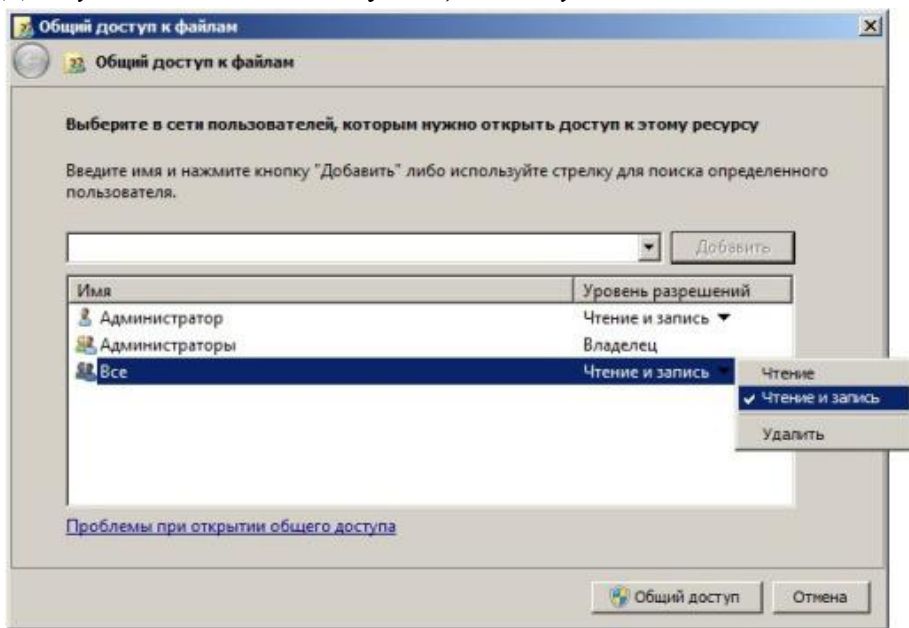 Общий доступ к файлам
Общий доступ к файлам
Выберите в сети пользователей, которым нужно открыть доступ к этому ресурсу
Введите имя и нажмите кнопку "Добавить" либо используйте стрелку для поиска определенного
пользователя.
Добавить
Имя Уровень разрешений
Администратор Чтение и запись
Администраторы Владелец
Все Чтение и запись
Чтение
Чтение и запись
Удалить
Проблемы при открытии общего доступа
Общий доступ Отмена